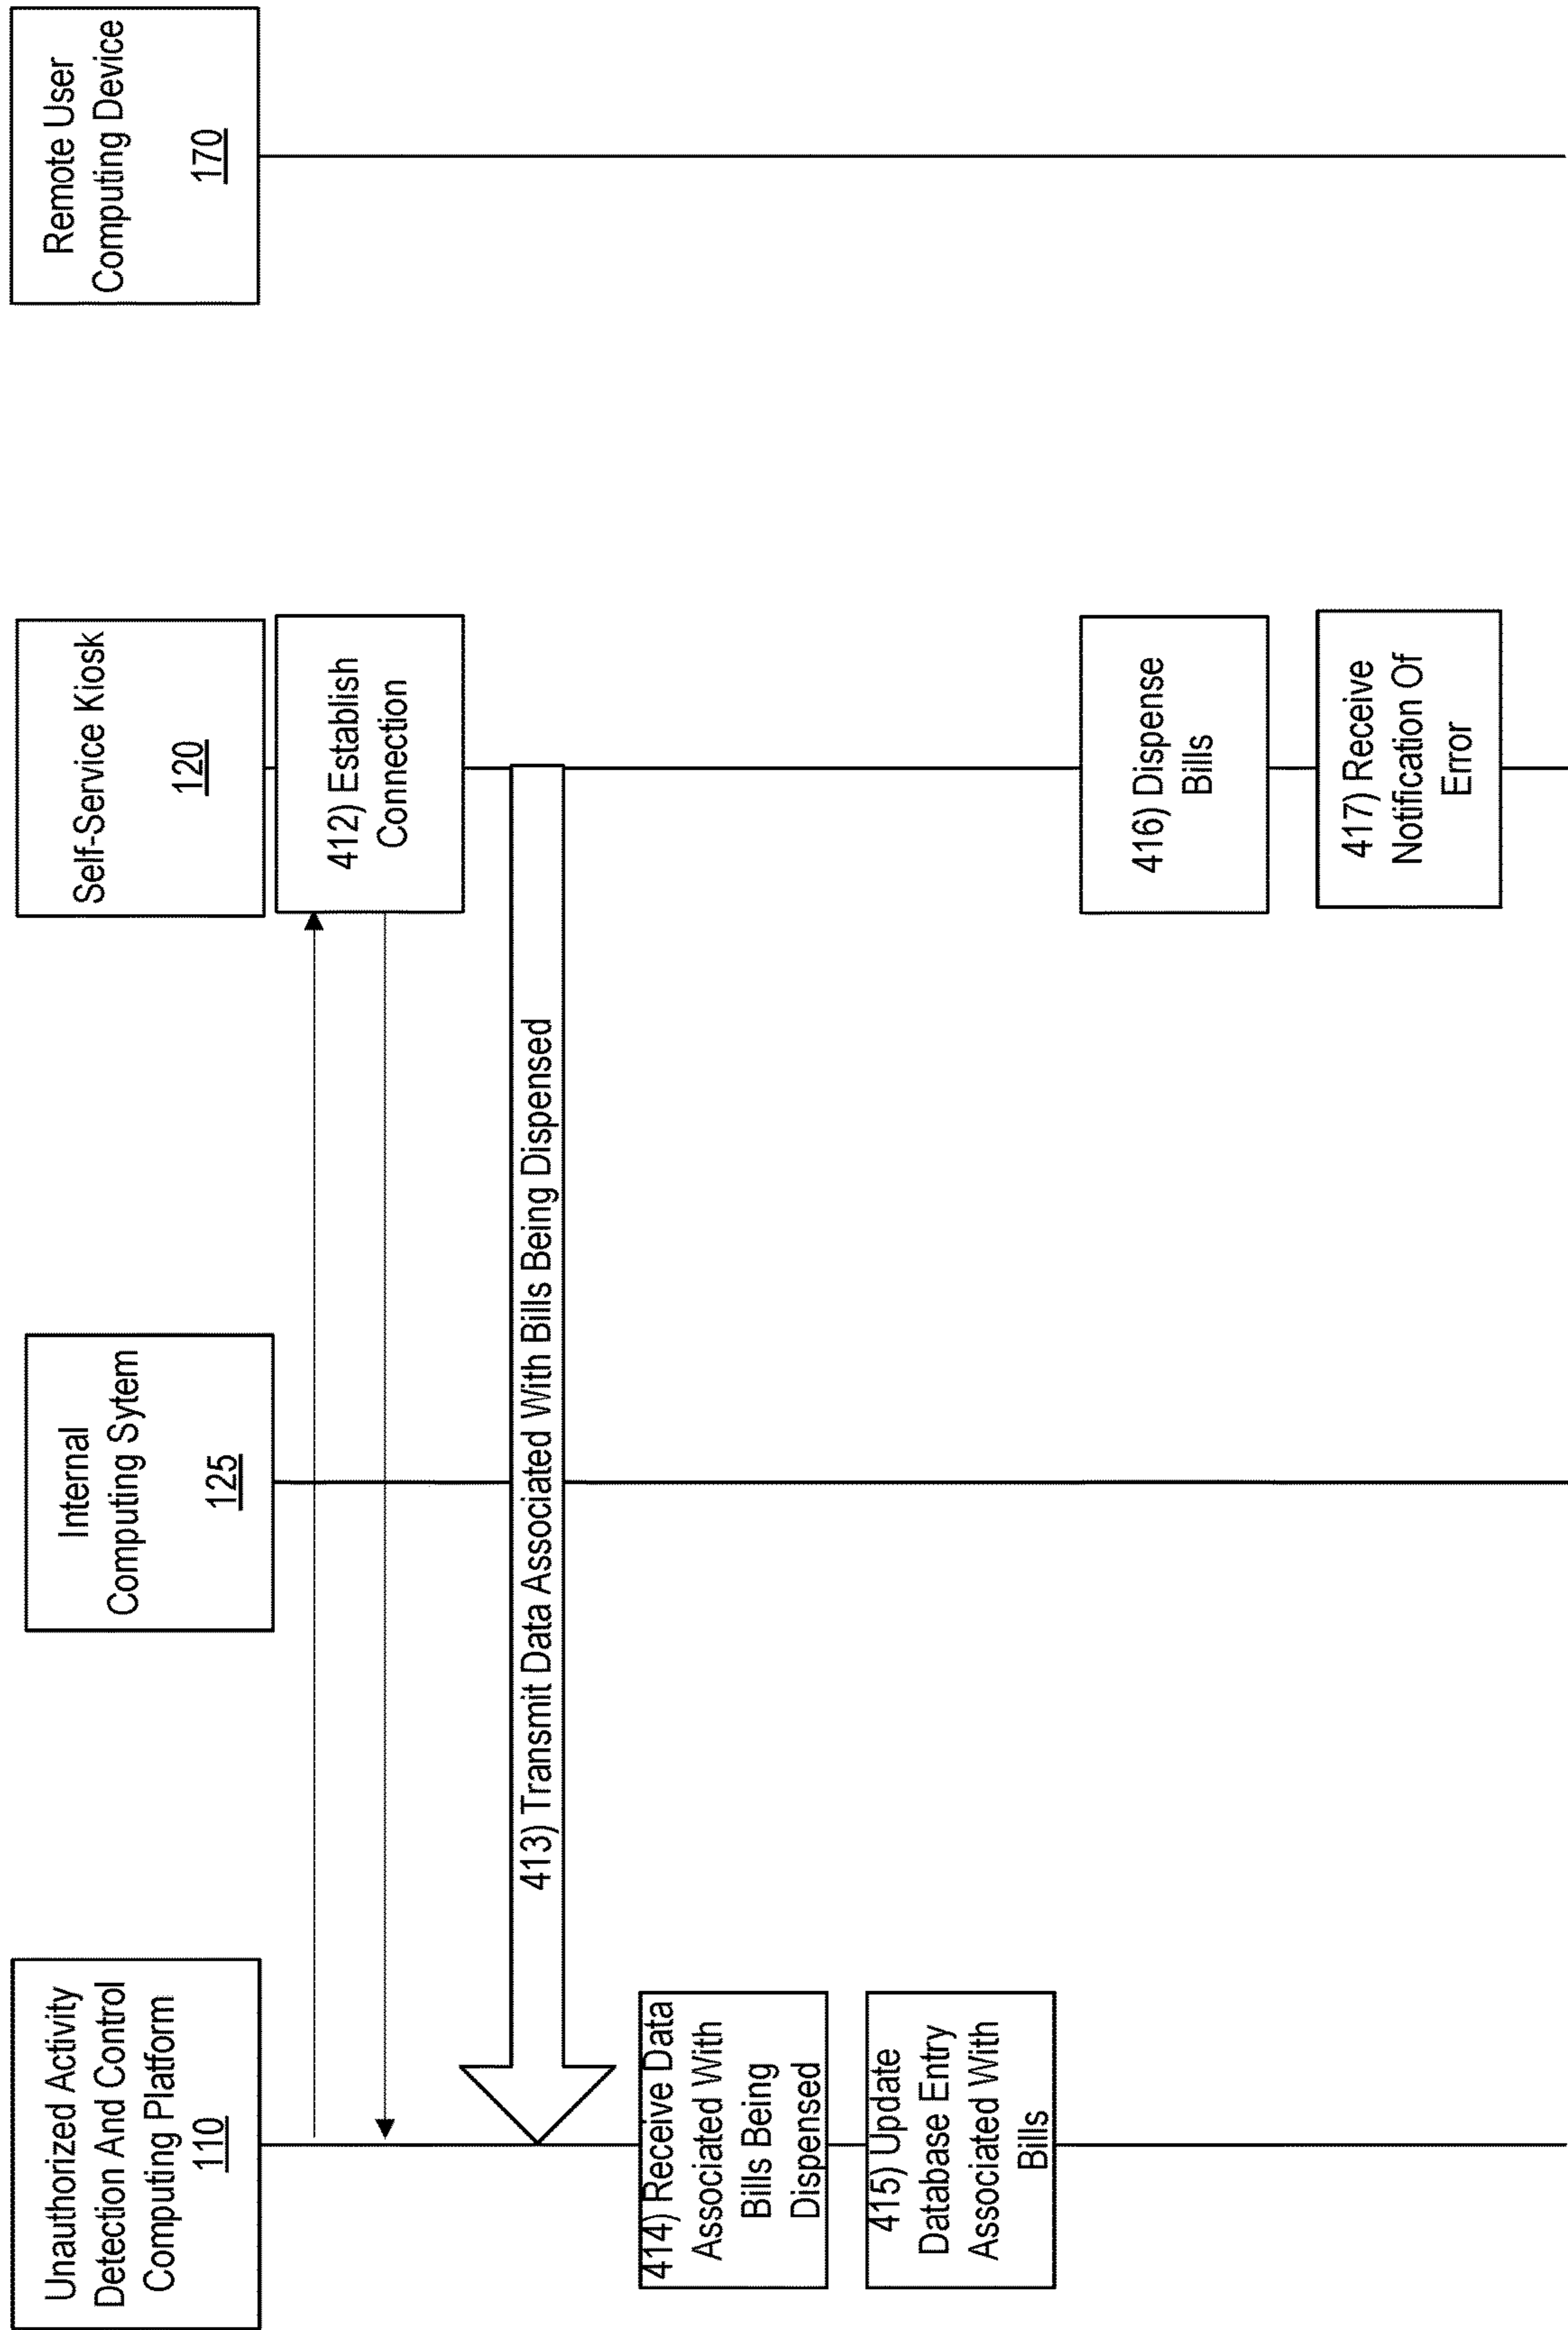 Unauthorized Activity
Detection And Control
Computing Platform
110
Internal
Computing Sytem
125
Self-Service Kiosk
120
Remote User
Computing Device
170
412) Establish
Connection
413) Transmit Data Associated With Bills Being Dispensed
414) Receive Data
Associated With
Bills Being
Dispensed
415) Update
Database Entry
Associated With
Bills
416) Dispense
Bills
417) Receive
Notification Of
Error